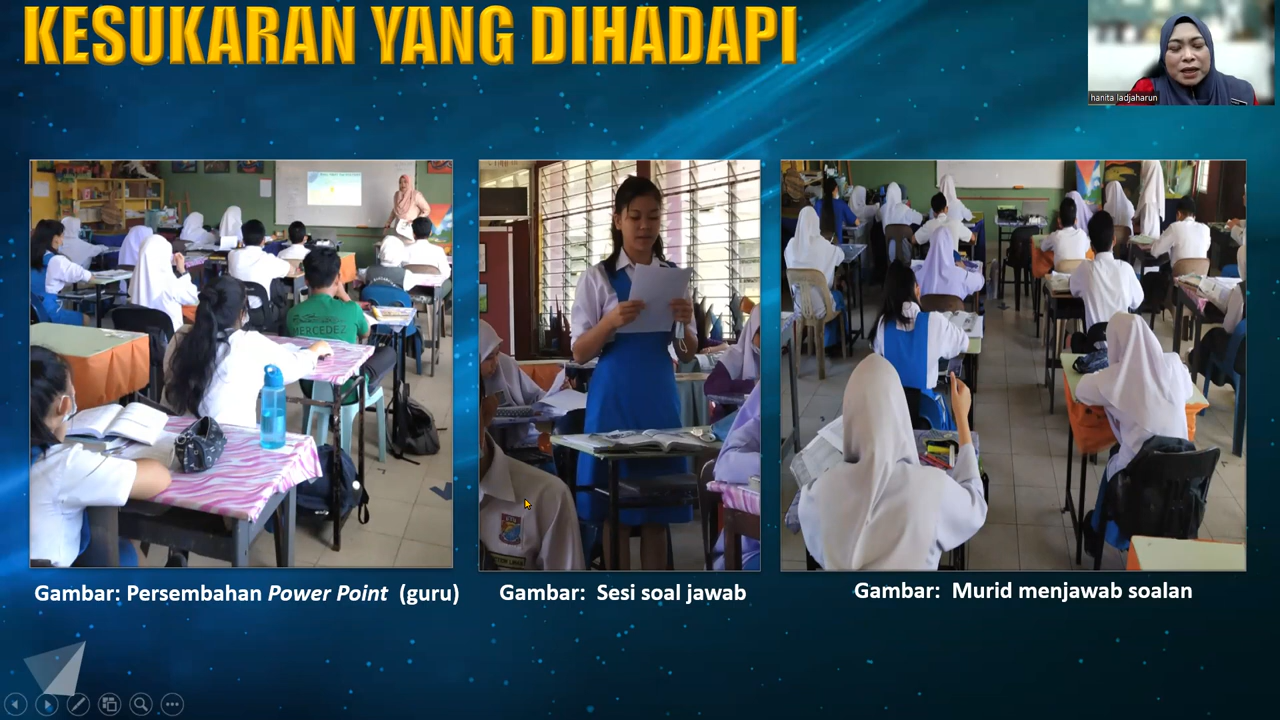 KESUKARAN YANG DIHADAPI
hanita ladjaharun
MERCEDEZ
Gambar: Persembahan Power Point (guru)
Gambar: Sesi soal jawab
Gambar: Murid menjawab soalan